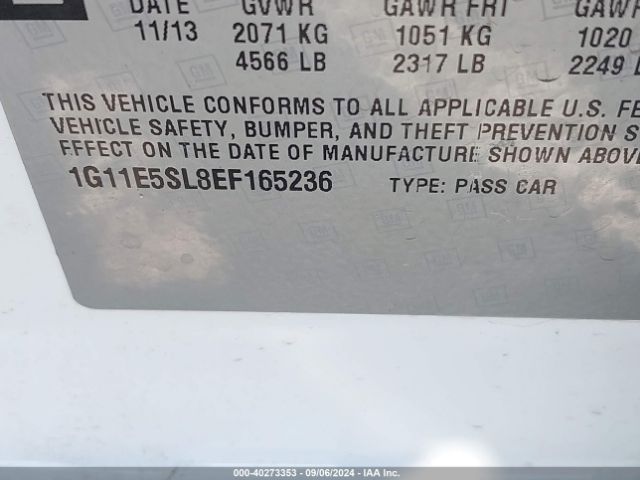 DATE GVWR GAWR FRT GAWR
11/13 2071 KG 1051 KG 1020
4566 LB 2317 LB 2249
THIS VEHICLE CONFORMS TO ALL APPLICABLE U.S. FE
VEHICLE SAFETY, BUMPER, AND THEFT PREVENTION S
EFFECT ON THE DATE OF MANUFACTURE SHOWN ABOVE
1G11E5SL8EF165236 TYPE: PASS CAR
000-40273353 - 09/06/2024 - IAA Inc.